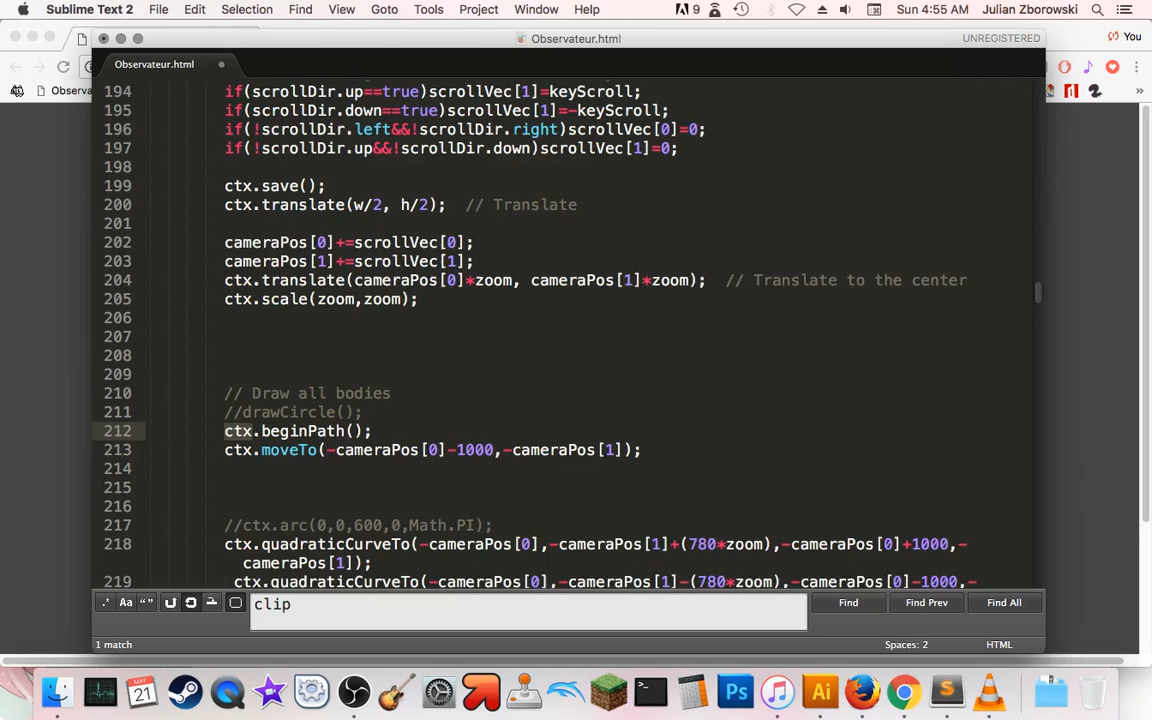 Sublime Text 2 File Edit Selection Find View Goto Tools Project Window Help 9 Sun 4:55 AM Julian Zborowski
Observateur.html UNREGISTERED You
Observateur.html
Observa »
194 if(scrollDir.up==true)scrollVec[1]=keyScroll;
195 if(scrollDir.down==true)scrollVec[1]=-keyScroll;
196 if(!scrollDir.left&&!scrollDir.right)scrollVec[0]=0;
197 if(!scrollDir.up&&!scrollDir.down)scrollVec[1]=0;
198
199 ctx.save();
200 ctx.translate(w/2, h/2); // Translate
201
202 cameraPos[0]+=scrollVec[0];
203 cameraPos[1]+=scrollVec[1];
204 ctx.translate(cameraPos[0]*zoom, cameraPos[1]*zoom); // Translate to the center
205 ctx.scale(zoom,zoom);
206
207
208
209
210 // Draw all bodies
211 //drawCircle();
212 ctx.beginPath();
213 ctx.moveTo(-cameraPos[0]-1000,-cameraPos[1]);
214
215
216
217 //ctx.arc(0,0,600,0,Math.PI);
218 ctx.quadraticCurveTo(-cameraPos[0],-cameraPos[1]+(780*zoom),-cameraPos[0]+1000,-
cameraPos[1]);
219 ctx.quadraticCurveTo(-cameraPos[0],-cameraPos[1]-(780*zoom),-cameraPos[0]-1000,-
.* Aa “ ” clip Find Find Prev Find All
1 match Spaces: 2 HTML
MAY
21
Ps
Ai
S